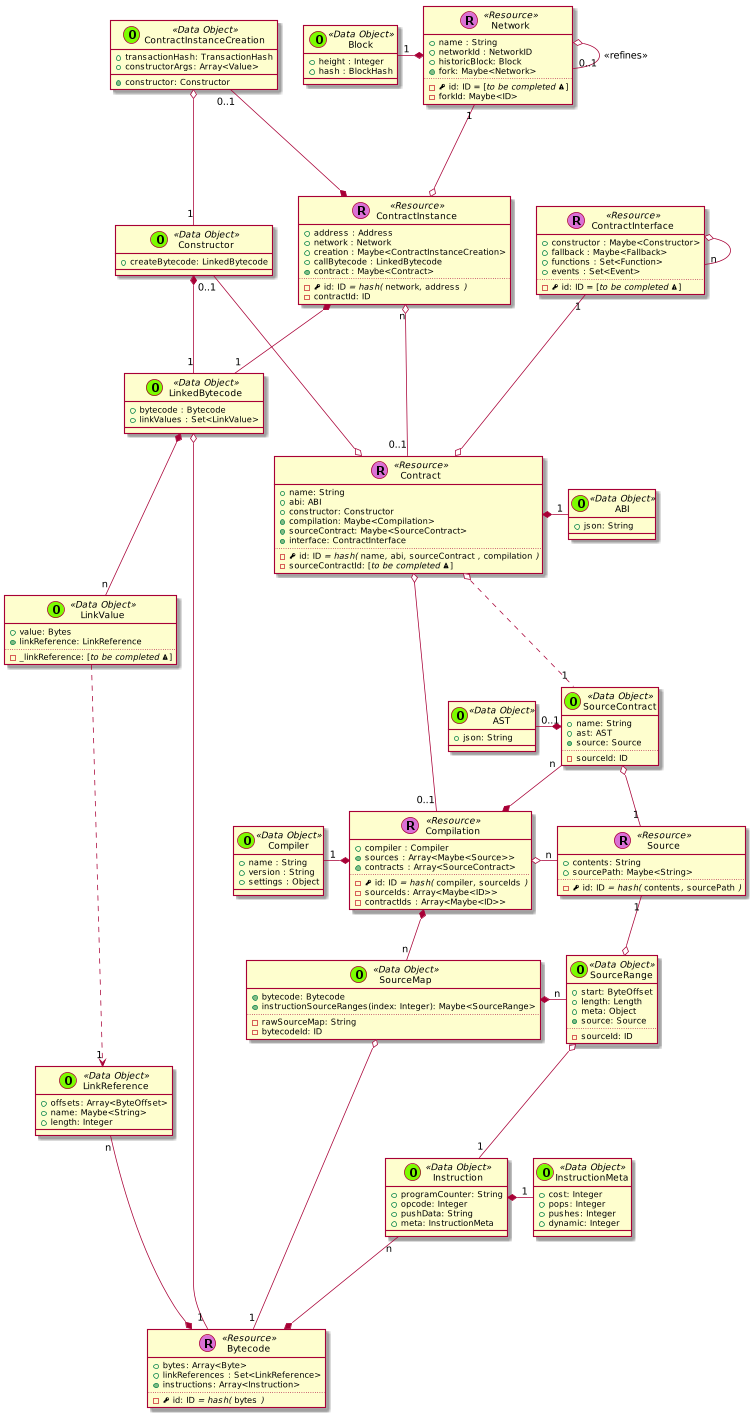 O «Data Object»
ContractInstanceCreation
transactionHash: TransactionHash
constructorArgs: Array<Value>
constructor: Constructor
O «Data Object»
Block
height : Integer
hash : BlockHash
1
R «Resource»
Network
name : String
networkId : NetworkID
historicBlock: Block
fork: Maybe<Network>
id: ID = [to be completed ]
forkId: Maybe<ID>
«refines»
0..1
0..1
1
1
R «Resource»
ContractInstance
address : Address
network : Network
creation : Maybe<ContractInstanceCreation>
callBytecode : LinkedBytecode
contract : Maybe<Contract>
id: ID = hash( network, address )
contractId: ID
R «Resource»
ContractInterface
constructor : Maybe<Constructor>
fallback : Maybe<Fallback>
functions : Set<Function>
events : Set<Event>
id: ID = [to be completed ]
n
O «Data Object»
Constructor
createBytecode: LinkedBytecode
0..1
n
1
1
1
O «Data Object»
LinkedBytecode
bytecode : Bytecode
linkValues : Set<LinkValue>
0..1
R «Resource»
Contract
name: String
abi: ABI
constructor: Constructor
compilation: Maybe<Compilation>
sourceContract: Maybe<SourceContract>
interface: ContractInterface
id: ID = hash( name, abi, sourceContract , compilation )
sourceContractId: [to be completed ]
1
O «Data Object»
ABI
json: String
n
O «Data Object»
LinkValue
value: Bytes
linkReference: LinkReference
_linkReference: [to be completed ]
1
O «Data Object»
AST
json: String
0..1
O «Data Object»
SourceContract
name: String
ast: AST
source: Source
sourceId: ID
n
0..1
1
O «Data Object»
Compiler
name : String
version : String
settings : Object
1
R «Resource»
Compilation
compiler : Compiler
sources : Array<Maybe<Source>>
contracts : Array<SourceContract>
id: ID = hash( compiler, sourceIds )
sourceIds: Array<Maybe<ID>>
contractIds : Array<Maybe<ID>>
n
R «Resource»
Source
contents: String
sourcePath: Maybe<String>
id: ID = hash( contents, sourcePath )
1
n
O «Data Object»
SourceMap
bytecode: Bytecode
instructionSourceRanges(index: Integer): Maybe<SourceRange>
rawSourceMap: String
bytecodeId: ID
n
O «Data Object»
SourceRange
start: ByteOffset
length: Length
meta: Object
source: Source
sourceId: ID
1
O «Data Object»
LinkReference
offsets: Array<ByteOffset>
name: Maybe<String>
length: Integer
n
1
O «Data Object»
Instruction
programCounter: String
opcode: Integer
pushData: String
meta: InstructionMeta
1
O «Data Object»
InstructionMeta
cost: Integer
pops: Integer
pushes: Integer
dynamic: Integer
n
1
1
R «Resource»
Bytecode
bytes: Array<Byte>
linkReferences : Set<LinkReference>
instructions: Array<Instruction>
id: ID = hash( bytes )